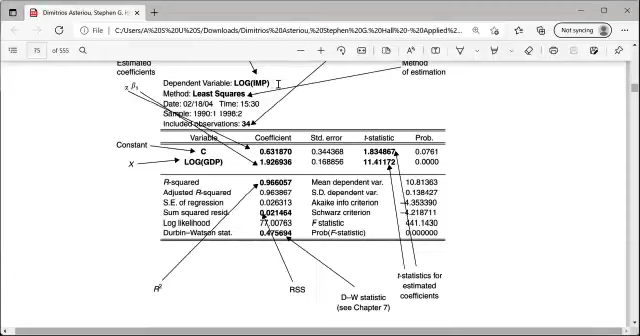 Dimitrios Asteriou, Stephen G. H
File
C:/Users/A%20S%20U%20S/Downloads/Dimitrios%20Asteriou,%20Stephen%20G.%20Hall%20-%20Applied%2...
Not syncing
75 of 555
Estimated coefficients
Method of estimation
Dependent Variable: LOG(IMP)
Method: Least Squares
Date: 02/18/04 Time: 15:30
Sample: 1990:1 1998:2
Included observations: 34
Variable Coefficient Std. error t-statistic Prob.
Constant C 0.631870 0.344368 1.834867 0.0761
X LOG(GDP) 1.926936 0.168856 11.41172 0.0000
R-squared 0.966057 Mean dependent var. 10.81363
Adjusted R-squared 0.963867 S.D. dependent var. 0.138427
S.E. of regression 0.026313 Akaike info criterion −4.353390
Sum squared resid. 0.021464 Schwarz criterion −4.218711
Log likelihood 77.00763 F statistic 441.1430
Durbin–Watson stat. 0.475694 Prob(F-statistic) 0.000000
t-statistics for estimated coefficients
R²
RSS
D–W statistic
(see Chapter 7)